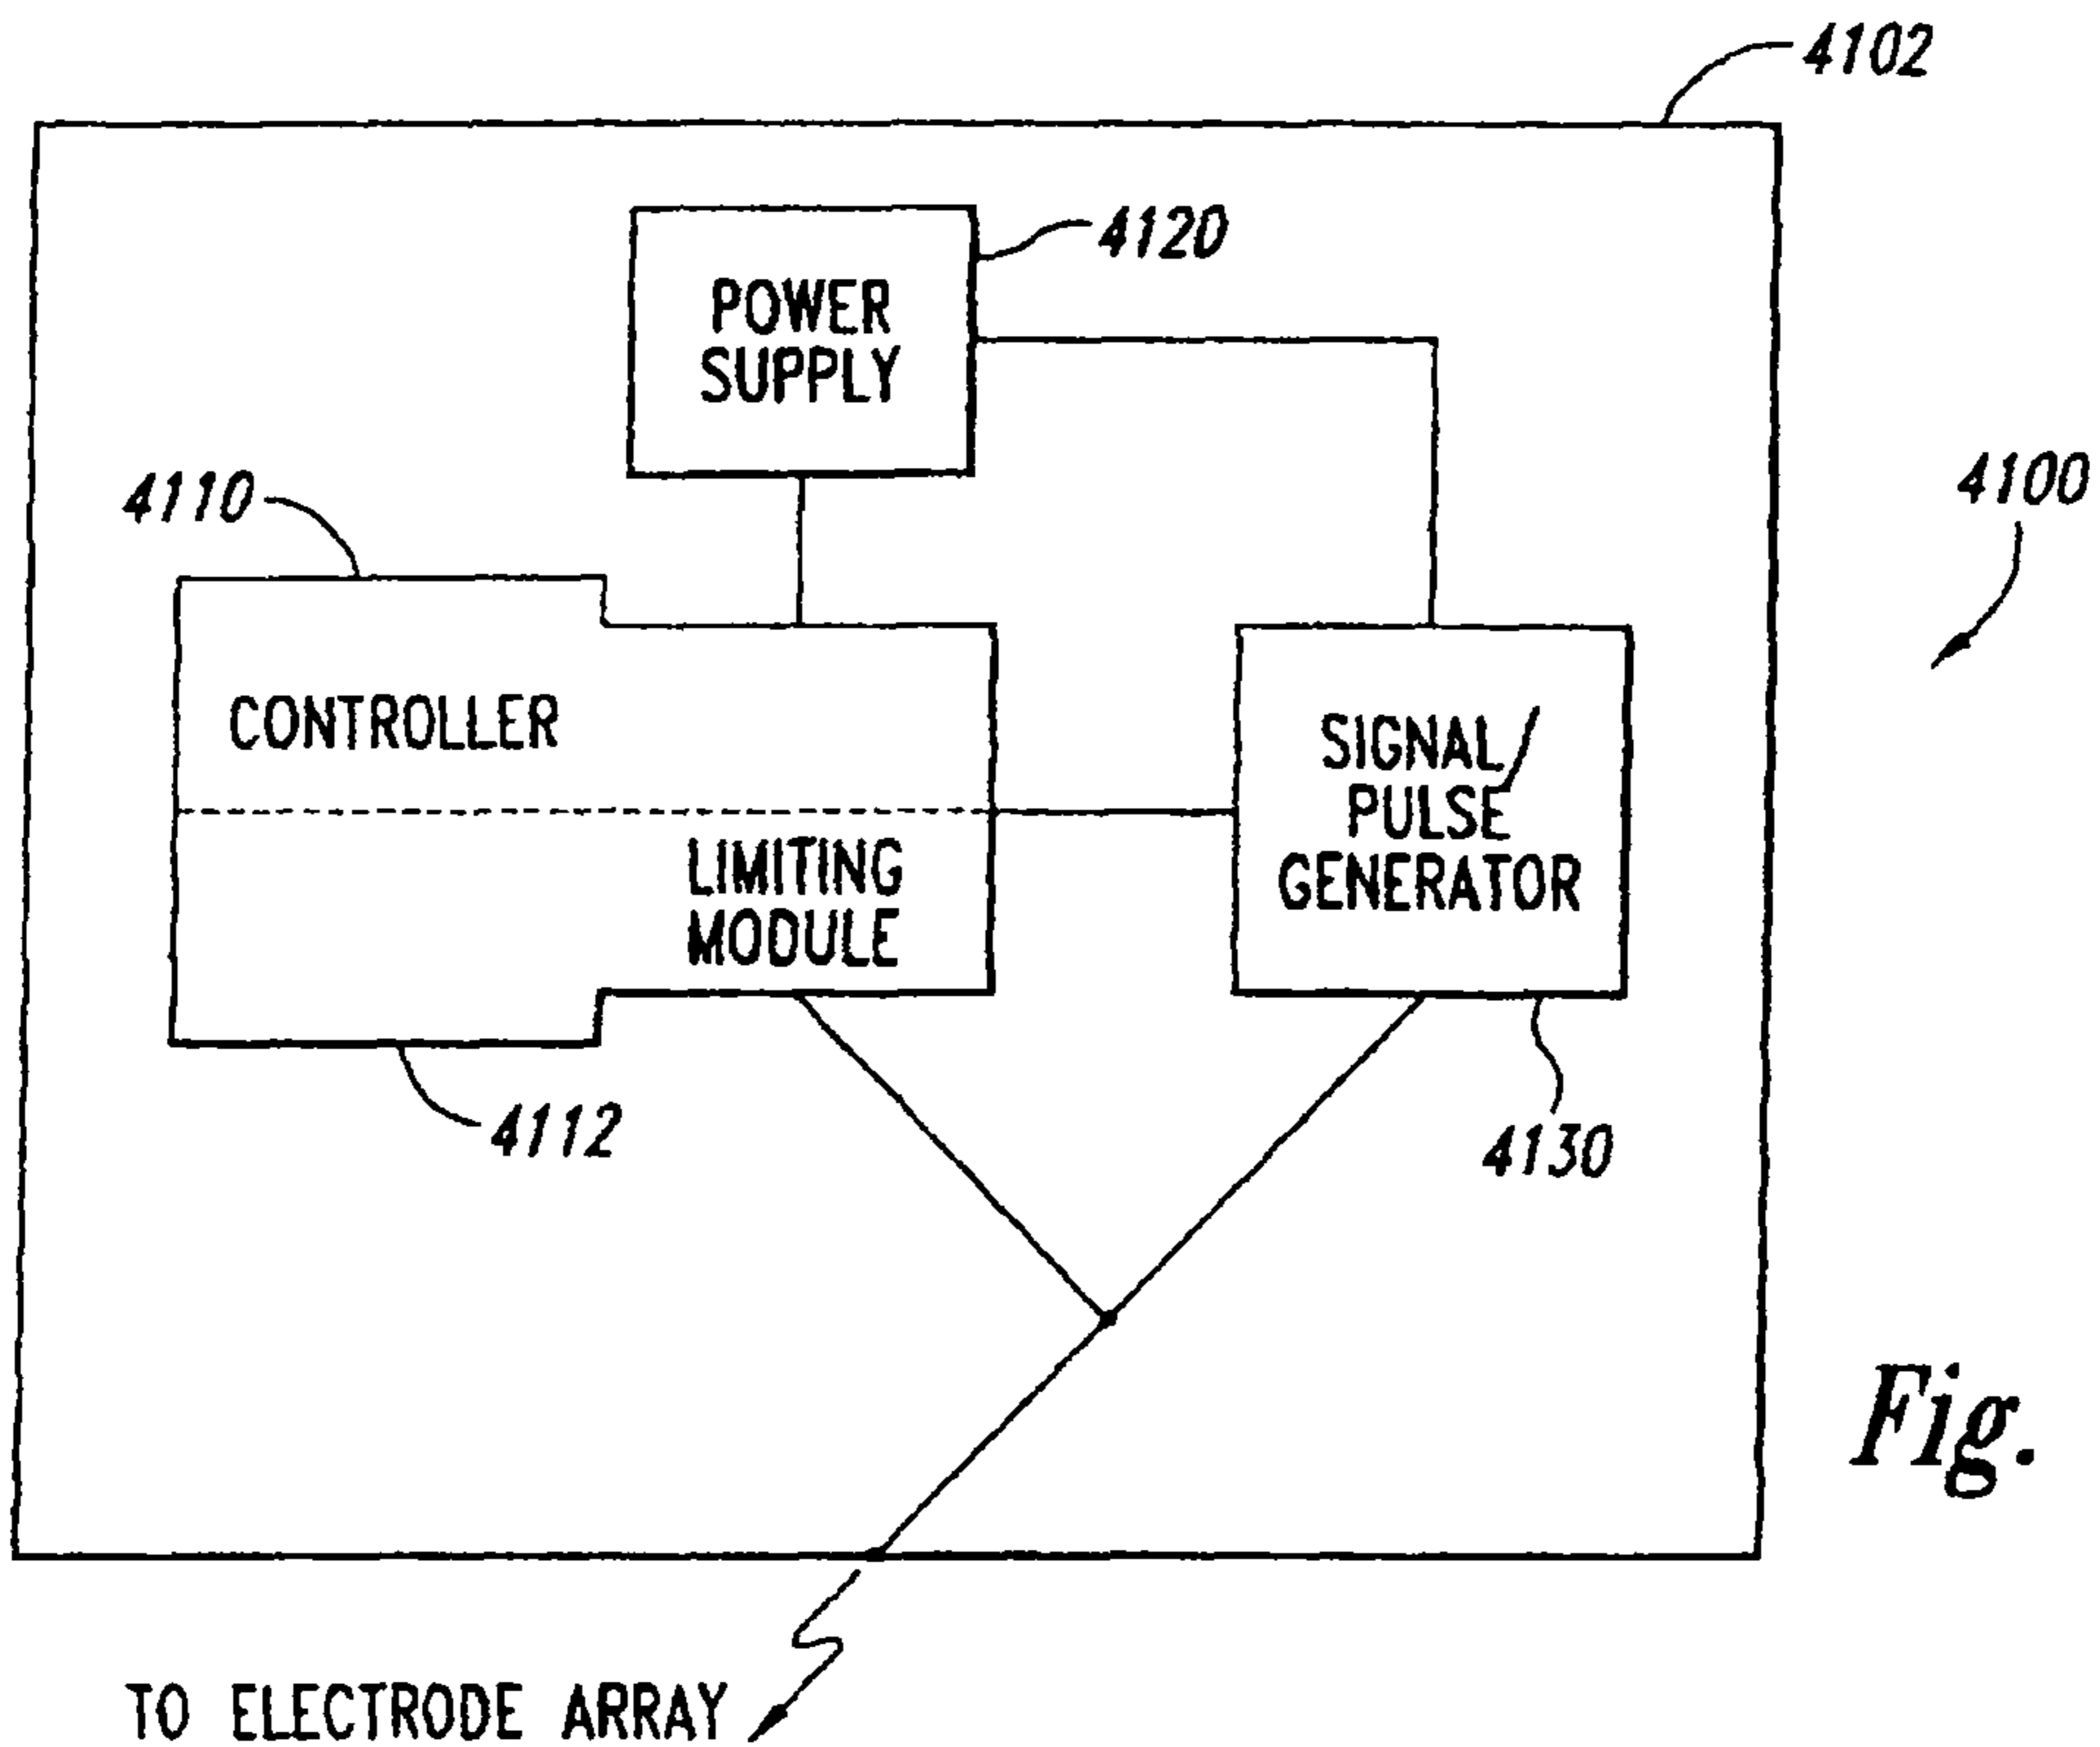 4102
4120
POWER
SUPPLY
4110
4100
CONTROLLER
SIGNAL/
PULSE
GENERATOR
LIMITING
MODULE
4112
4130
Fig.
TO ELECTRODE ARRAY